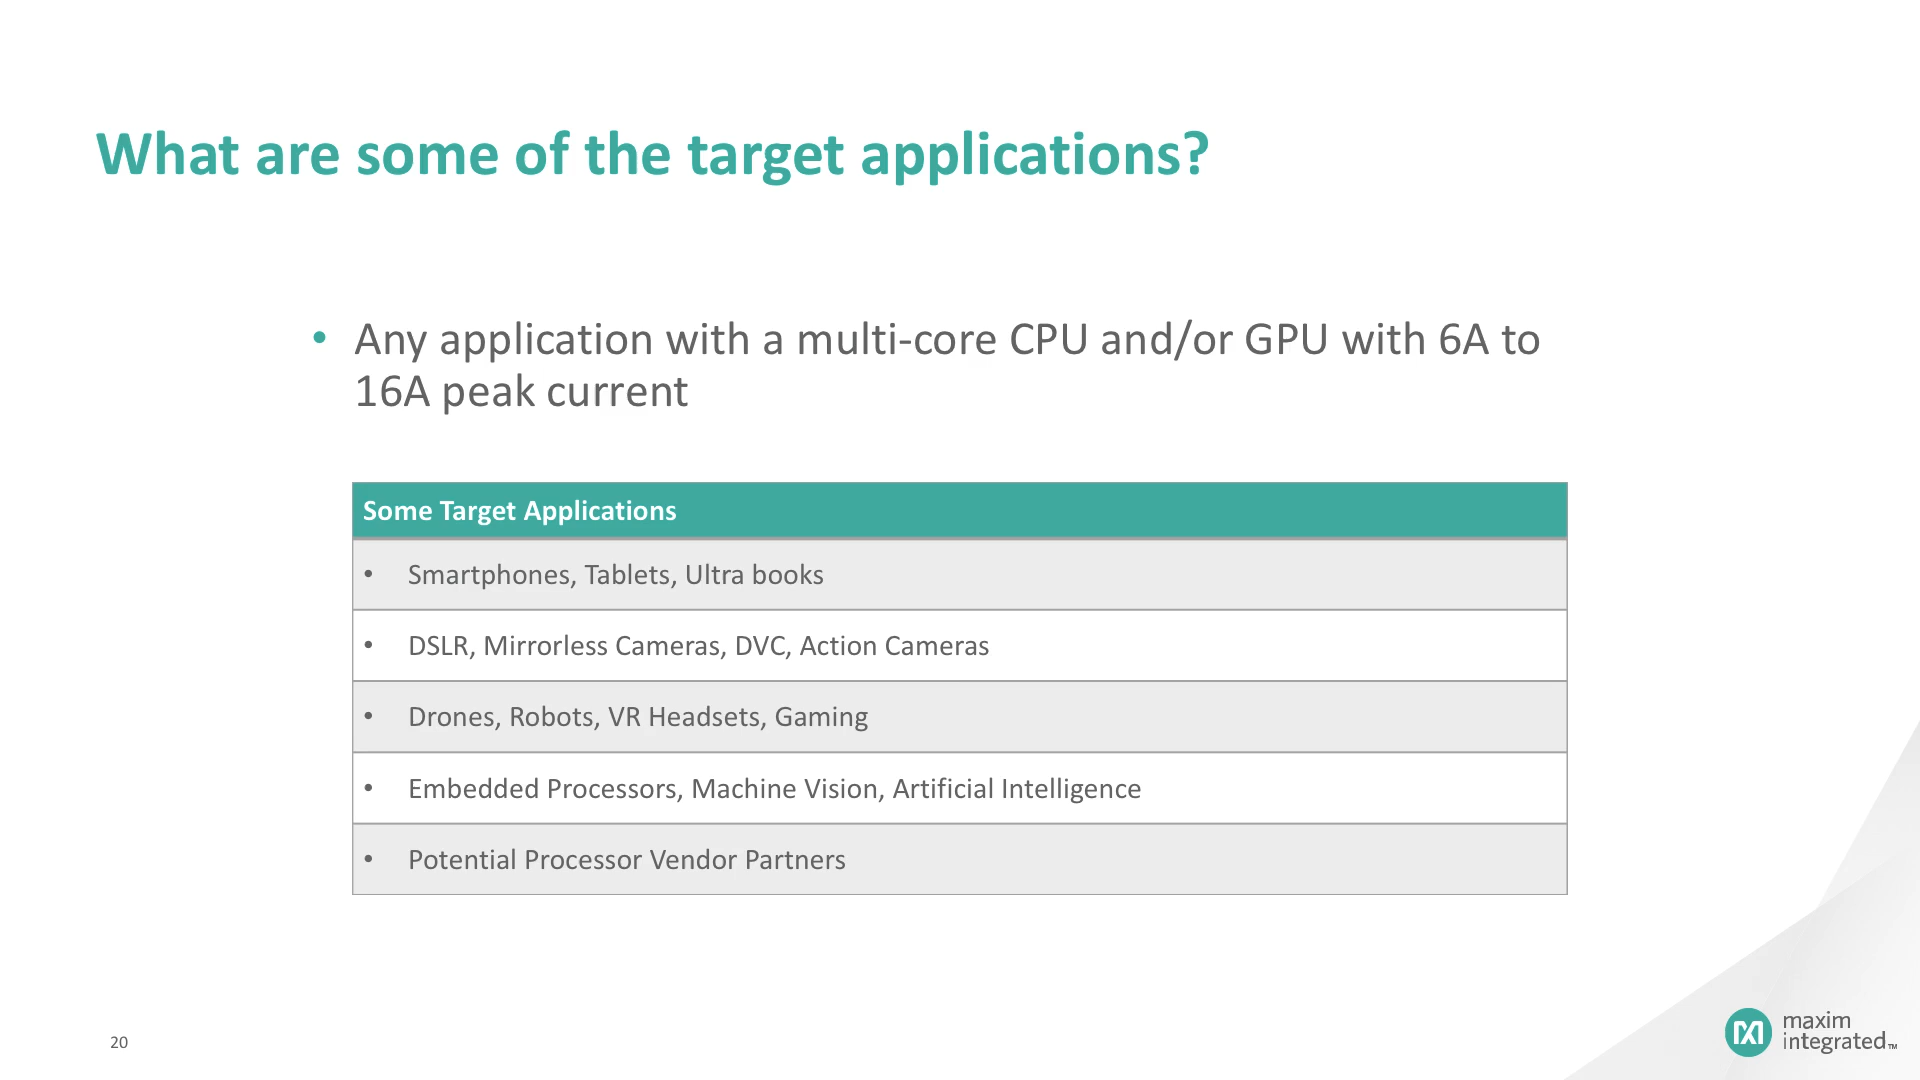 What are some of the target applications?
• Any application with a multi-core CPU and/or GPU with 6A to
16A peak current
Some Target Applications
• Smartphones, Tablets, Ultra books
• DSLR, Mirrorless Cameras, DVC, Action Cameras
• Drones, Robots, VR Headsets, Gaming
• Embedded Processors, Machine Vision, Artificial Intelligence
• Potential Processor Vendor Partners
20
maxim
integrated™